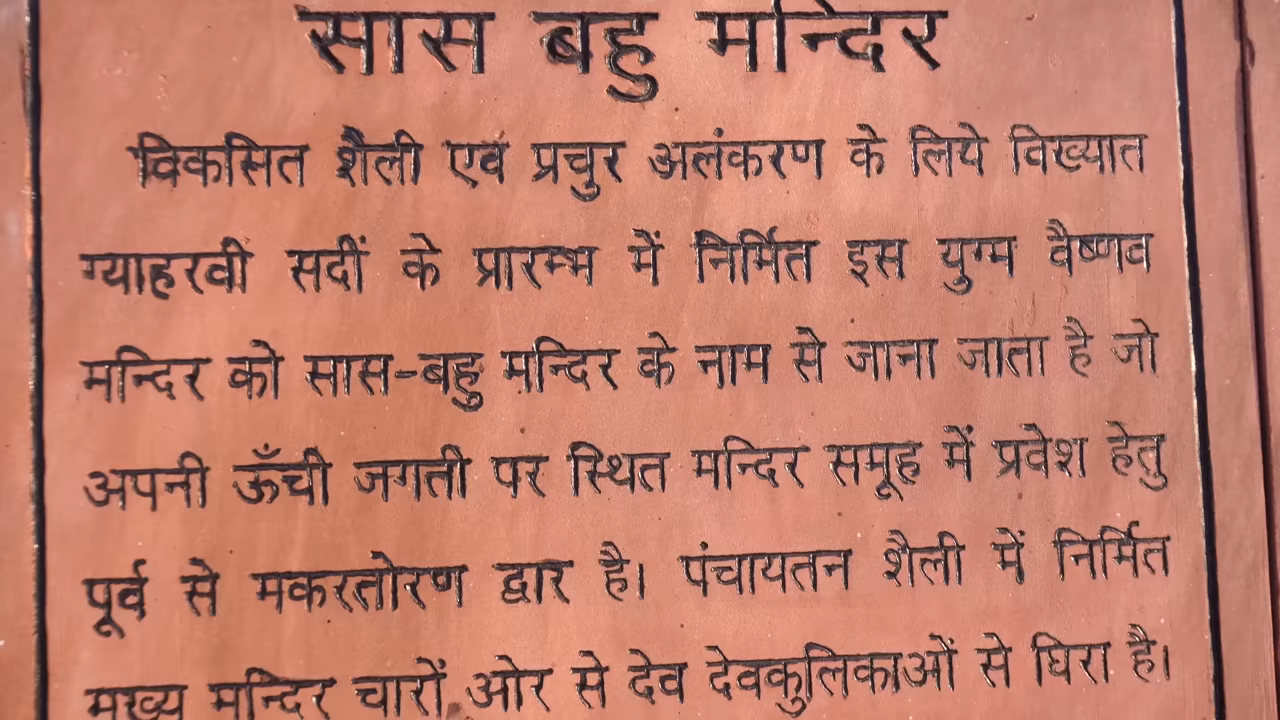 सास बहु मन्दिर
विकसित शैली एवं प्रचुर अलंकरण के लिये विख्यात
ग्याहरवी सदीं के प्रारम्भ में निर्मित इस युग्म वैष्णव
मन्दिर को सास-बहु मन्दिर के नाम से जाना जाता है जो
अपनी ऊँची जगती पर स्थित मन्दिर समूह में प्रवेश हेतु
पूर्व से मकरतोरण द्वार है। पंचायतन शैली में निर्मित
मुख्य मन्दिर चारों ओर से देव देवकुलिकाओं से घिरा है।